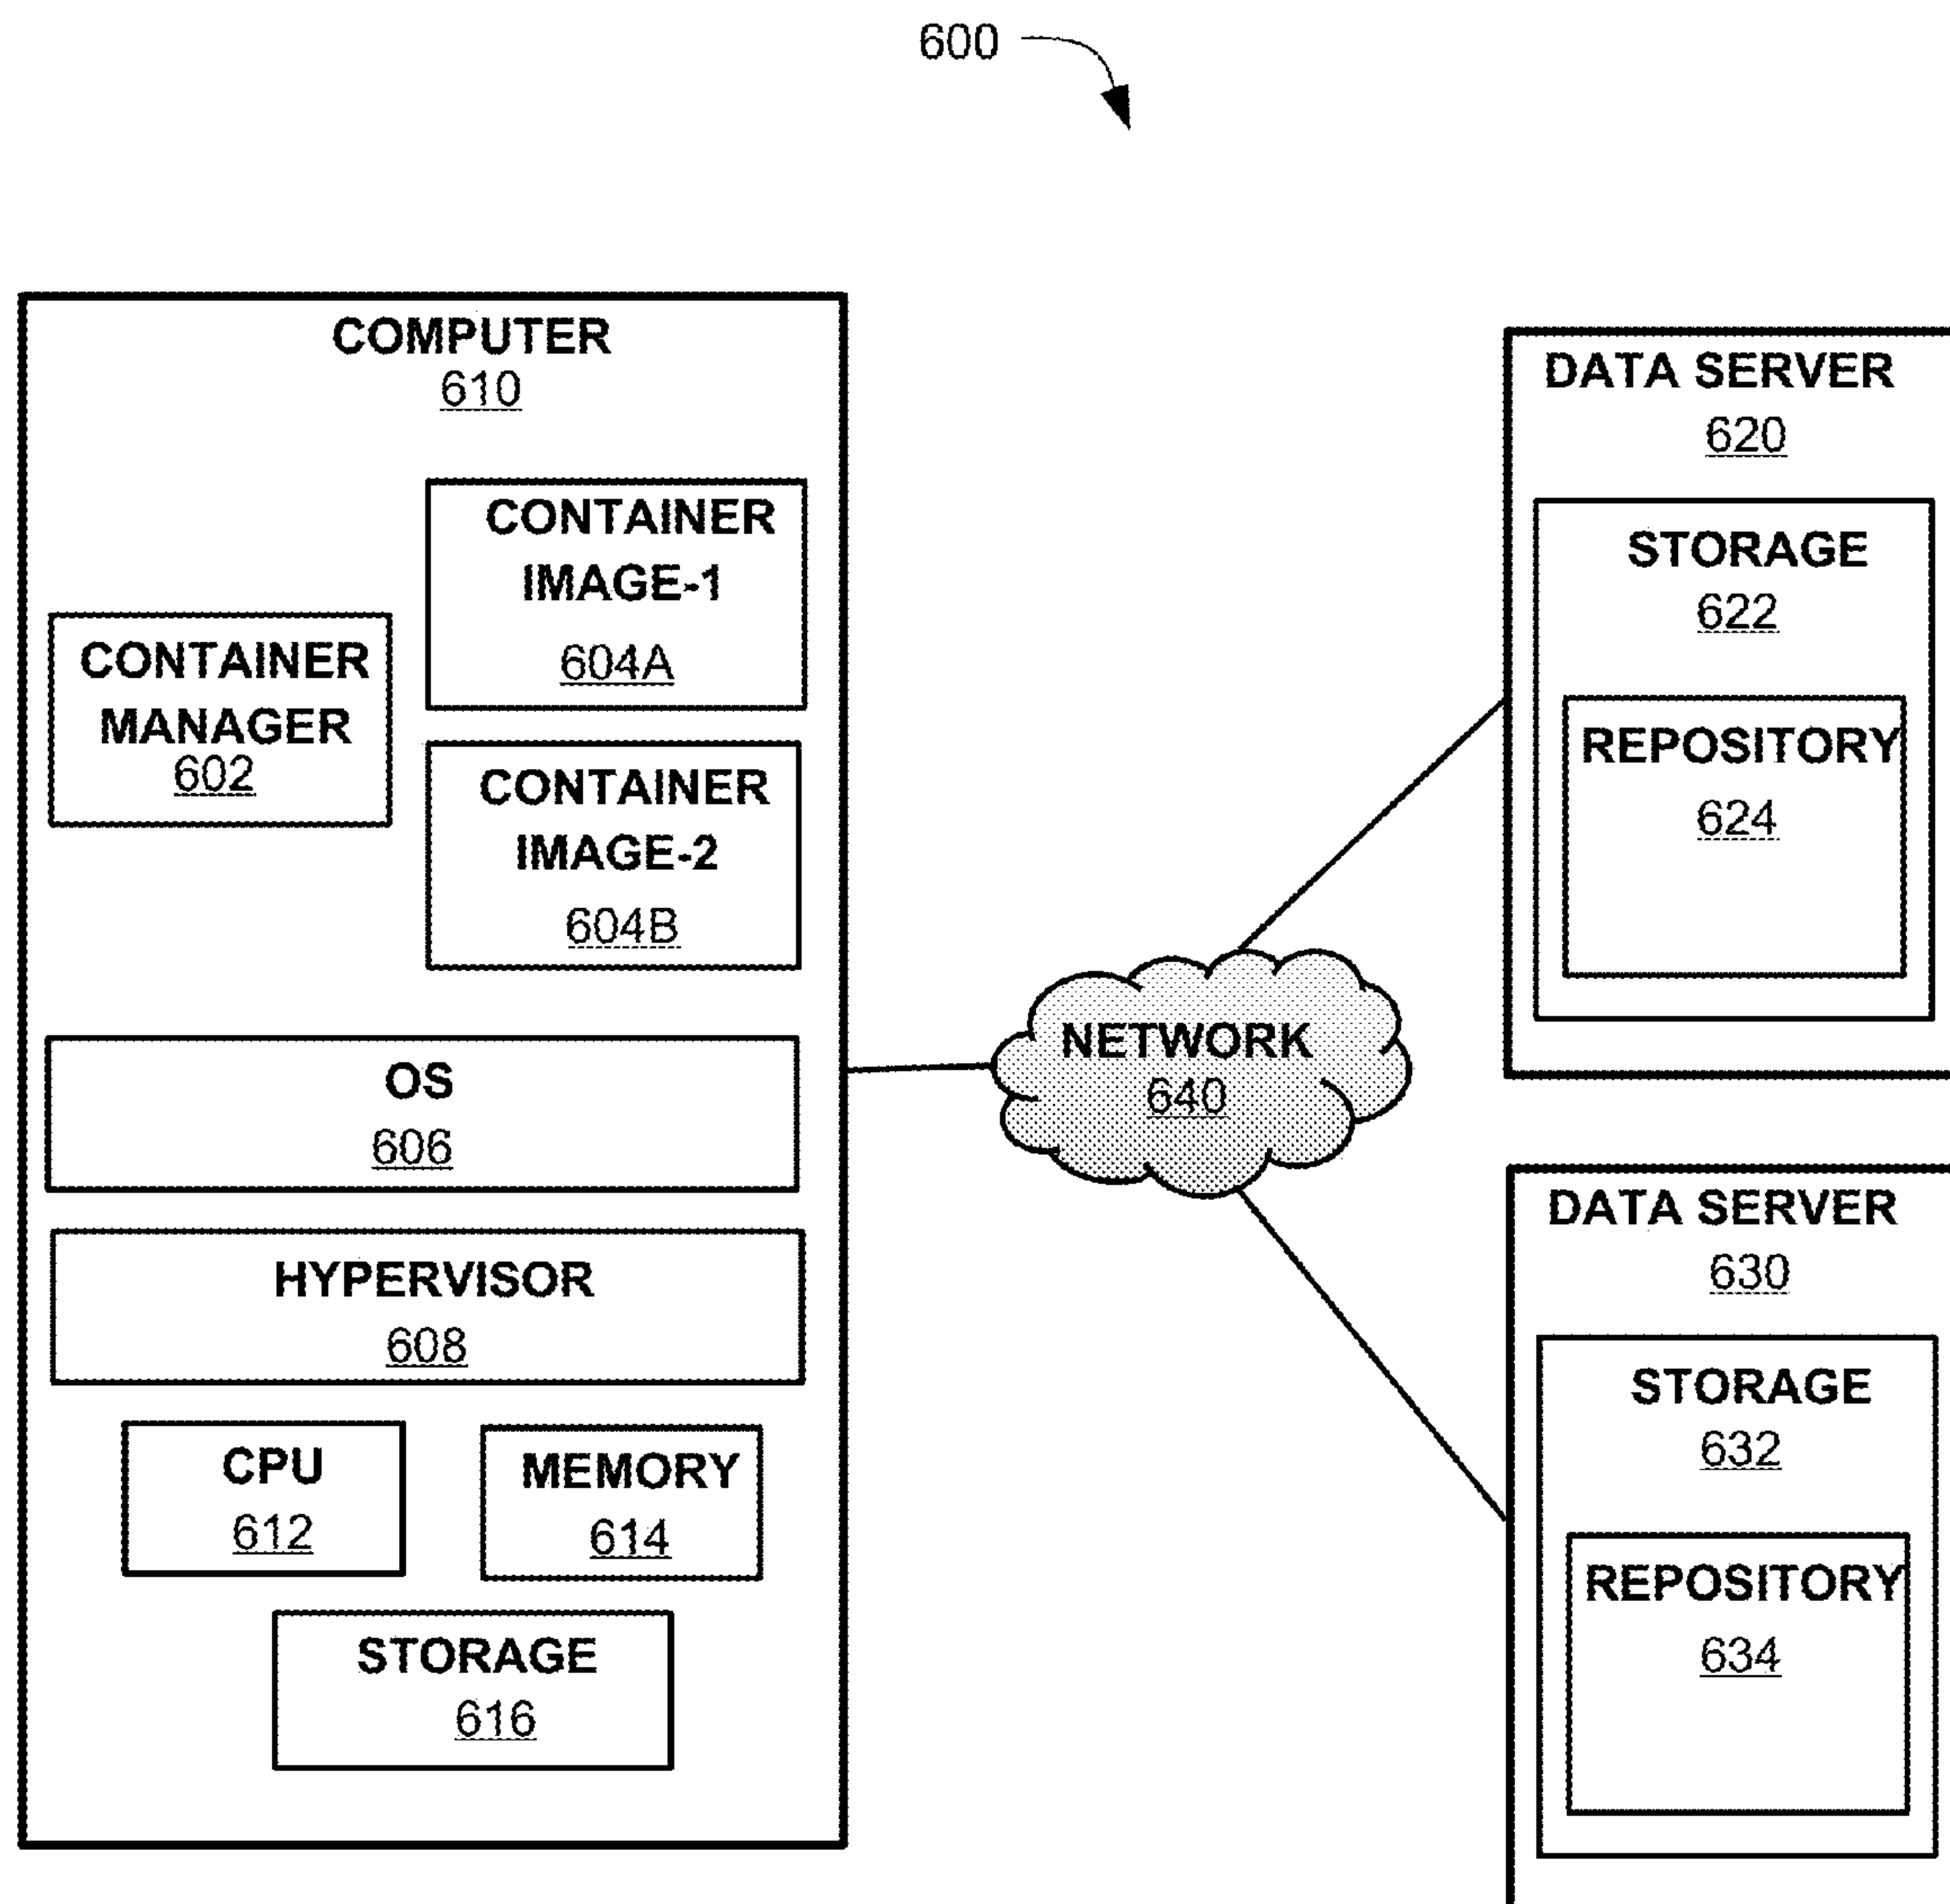 600
COMPUTER
610
CONTAINER
IMAGE-1
604A
CONTAINER
MANAGER
602
CONTAINER
IMAGE-2
604B
OS
606
HYPERVISOR
608
CPU
612
MEMORY
614
STORAGE
616
NETWORK
640
DATA SERVER
620
STORAGE
622
REPOSITORY
624
DATA SERVER
630
STORAGE
632
REPOSITORY
634